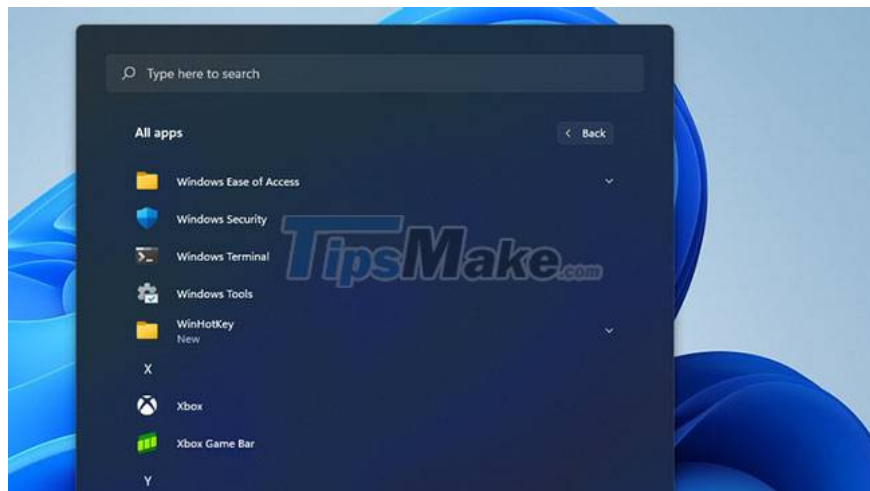 Type here to search
All apps
Back
Windows Ease of Access
Windows Security
Windows Terminal
Windows Tools
WinHotKey
New
X
Xbox
Xbox Game Bar
Y
TipsMake.com